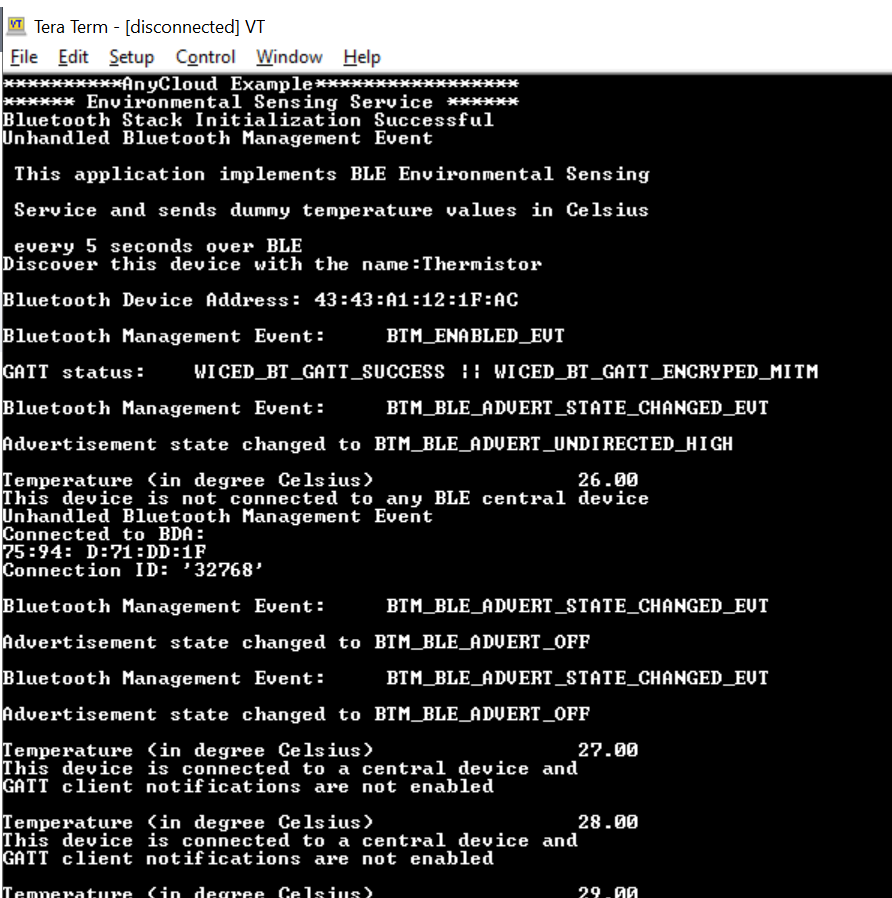 Tera Term - [disconnected] VT
File Edit Setup Control Window Help
**********AnyCloud Example*****************
****** Environmental Sensing Service ******
Bluetooth Stack Initialization Successful
Unhandled Bluetooth Management Event
This application implements BLE Environmental Sensing
Service and sends dummy temperature values in Celsius
every 5 seconds over BLE
Discover this device with the name:Thermistor
Bluetooth Device Address: 43:43:A1:12:1F:AC
Bluetooth Management Event: BTM_ENABLED_EVT
GATT status: WICED_BT_GATT_SUCCESS || WICED_BT_GATT_ENCRYPED_MITM
Bluetooth Management Event: BTM_BLE_ADVERT_STATE_CHANGED_EVT
Advertisement state changed to BTM_BLE_ADVERT_UNDIRECTED_HIGH
Temperature (in degree Celsius) 26.00
This device is not connected to any BLE central device
Unhandled Bluetooth Management Event
Connected to BDA:
75:94: D:71:DD:1F
Connection ID: '32768'
Bluetooth Management Event: BTM_BLE_ADVERT_STATE_CHANGED_EVT
Advertisement state changed to BTM_BLE_ADVERT_OFF
Bluetooth Management Event: BTM_BLE_ADVERT_STATE_CHANGED_EVT
Advertisement state changed to BTM_BLE_ADVERT_OFF
Temperature (in degree Celsius) 27.00
This device is connected to a central device and
GATT client notifications are not enabled
Temperature (in degree Celsius) 28.00
This device is connected to a central device and
GATT client notifications are not enabled
Temperature (in degree Celsius) 29.00